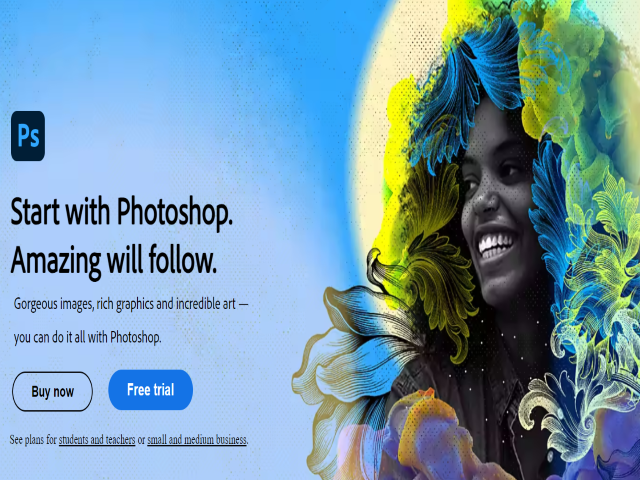 Ps
Start with Photoshop.
Amazing will follow.
Gorgeous images, rich graphics and incredible art —
you can do it all with Photoshop.
Buy now
Free trial
See plans for students and teachers or small and medium business.